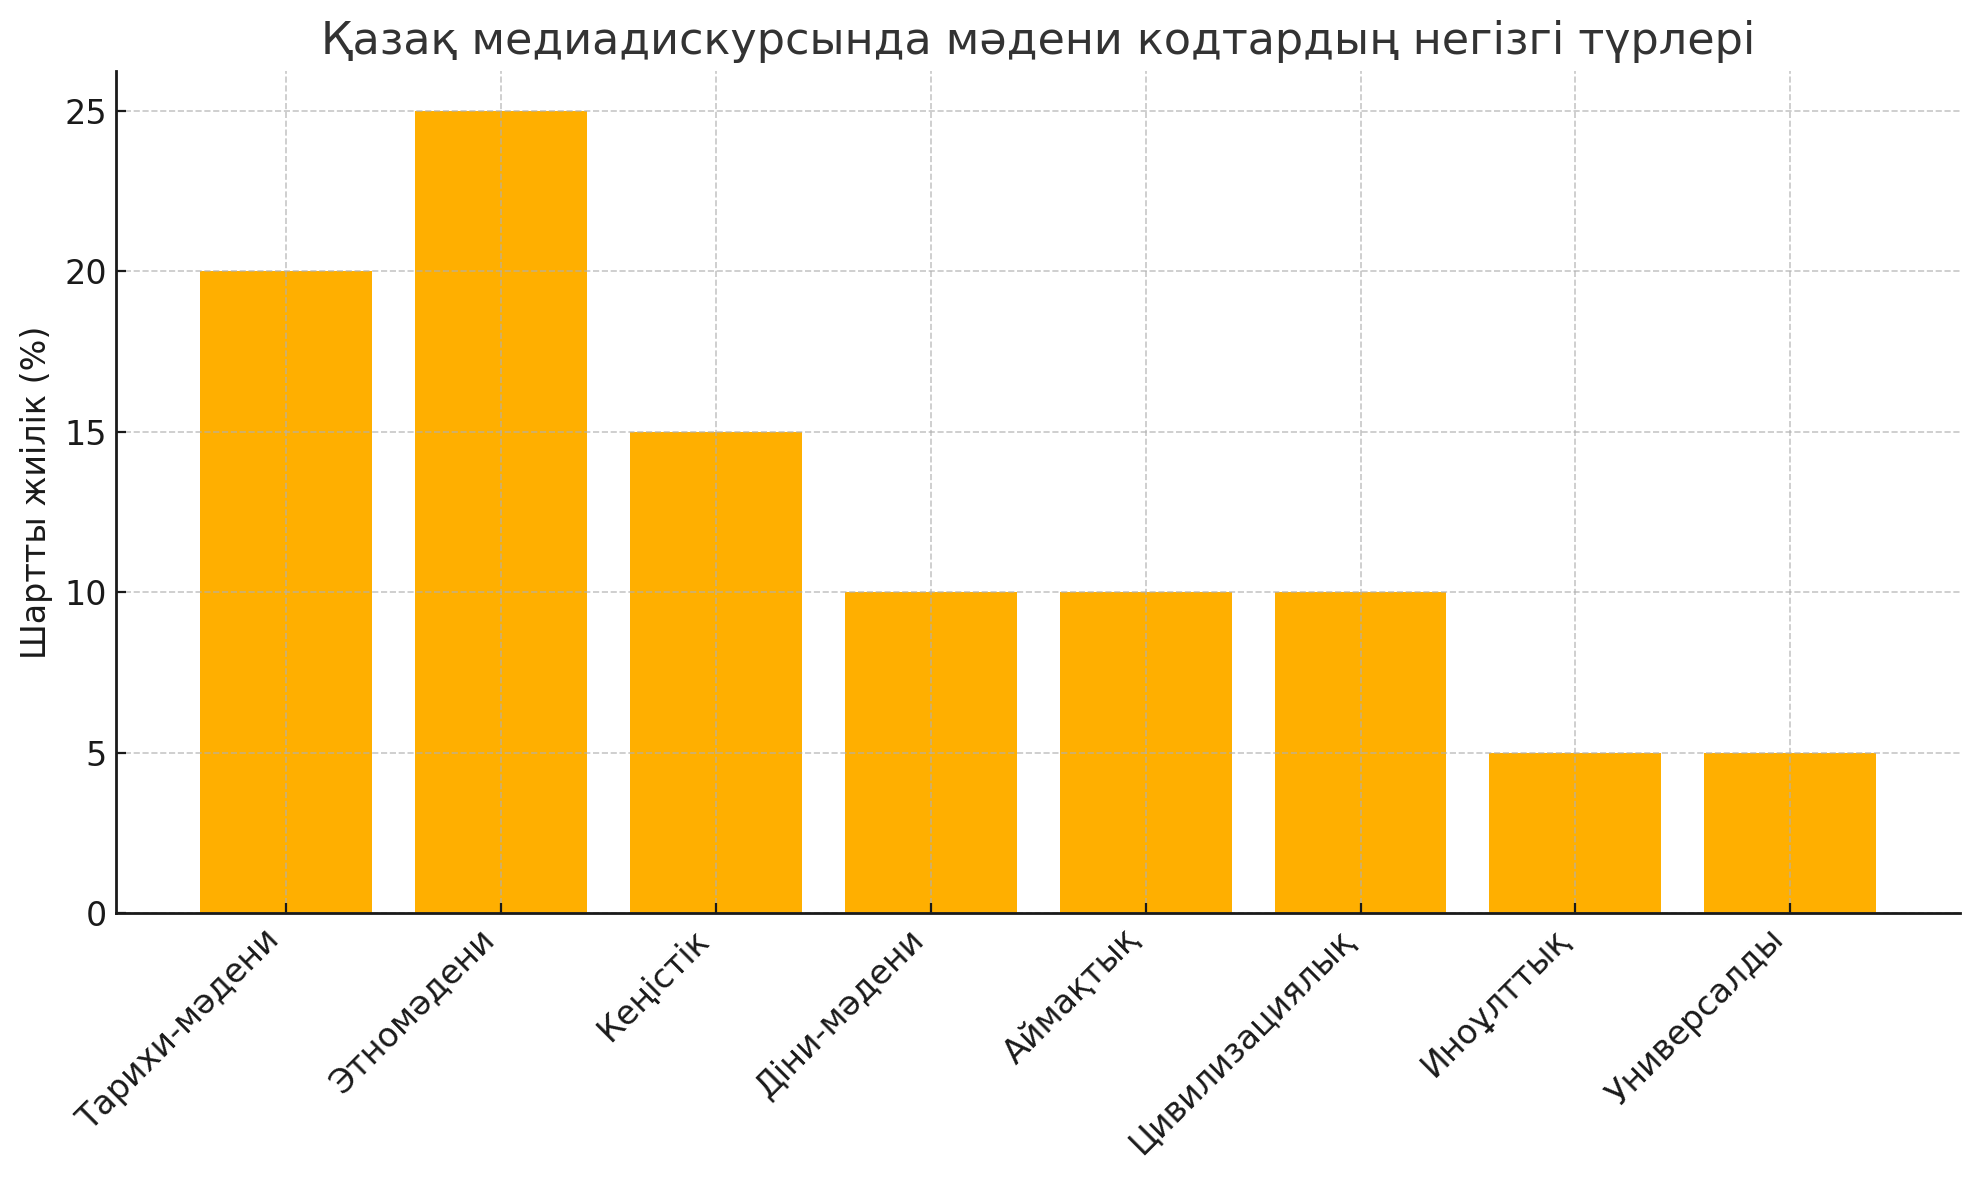 Қазақ медиадискурсында мәдени кодтардың негізгі түрлері
Шартты жиілік (%)
25
20
15
10
5
0
Тарихи-мәдени
Этномәдени
Кеңістік
Діни-мәдени
Аймақтық
Цивилизациялық
Иноұлттық
Универсалды